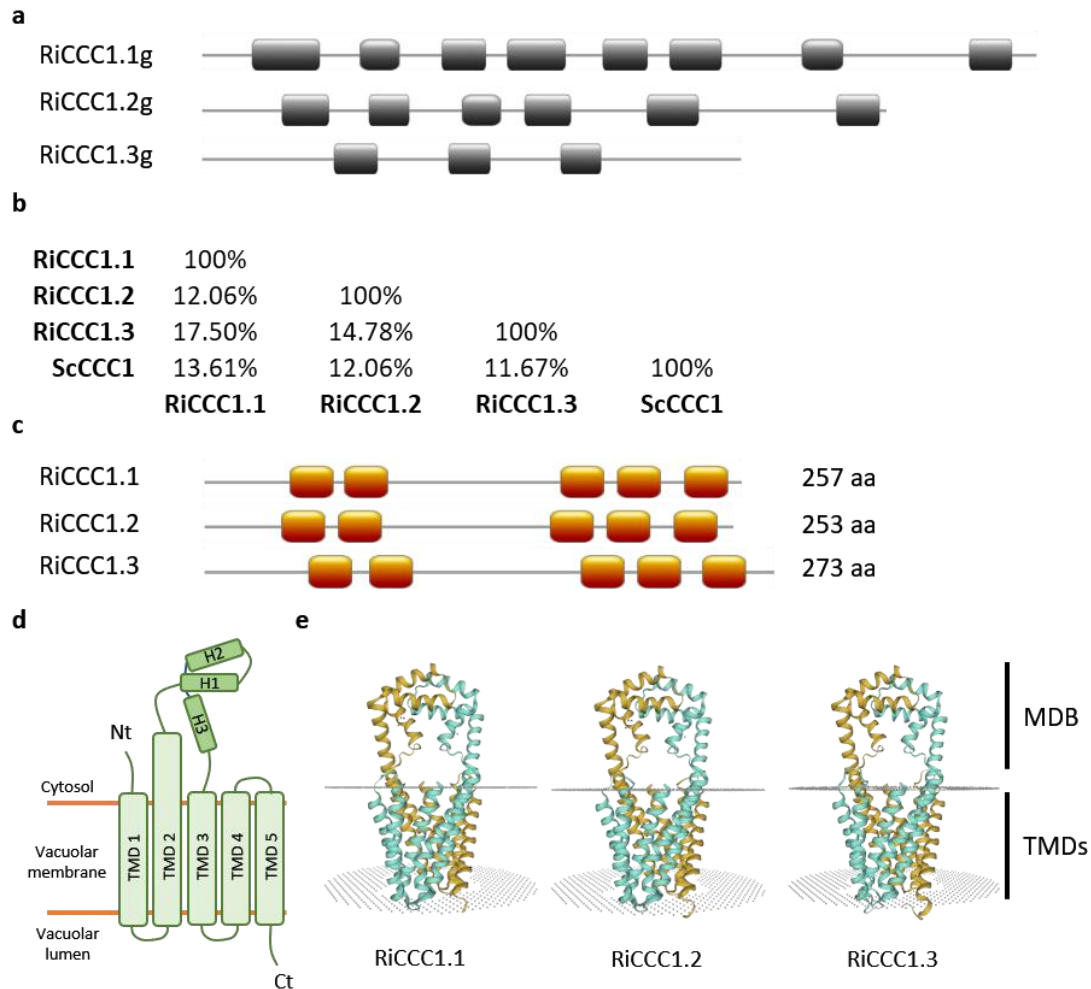 a
RiCCC1.1g
RiCCC1.2g
RiCCC1.3g
b
RiCCC1.1 100%
RiCCC1.2 12.06% 100%
RiCCC1.3 17.50% 14.78% 100%
ScCCC1 13.61% 12.06% 11.67% 100%
RiCCC1.1 RiCCC1.2 RiCCC1.3 ScCCC1
c
RiCCC1.1 257 aa
RiCCC1.2 253 aa
RiCCC1.3 273 aa
d
H2
H1
H3
Nt
Cytosol
Vacuolar
membrane
TMD 1 TMD 2 TMD 3 TMD 4 TMD 5
Vacuolar
lumen
Ct
e
MDB
TMDs
RiCCC1.1 RiCCC1.2 RiCCC1.3